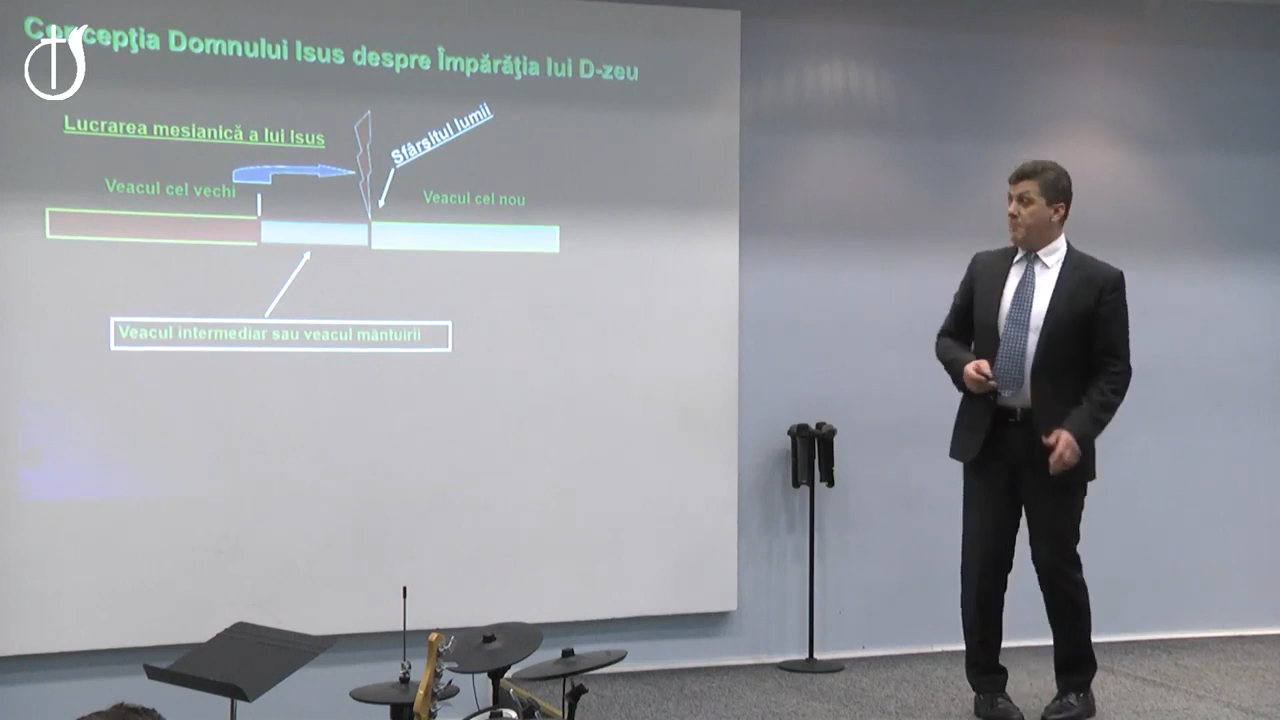 Concepţia Domnului Isus despre Împărăţia lui D-zeu
Lucrarea mesianică a lui Isus
Sfârşitul lumii
Veacul cel vechi
Veacul cel nou
Veacul intermediar sau veacul mântuirii